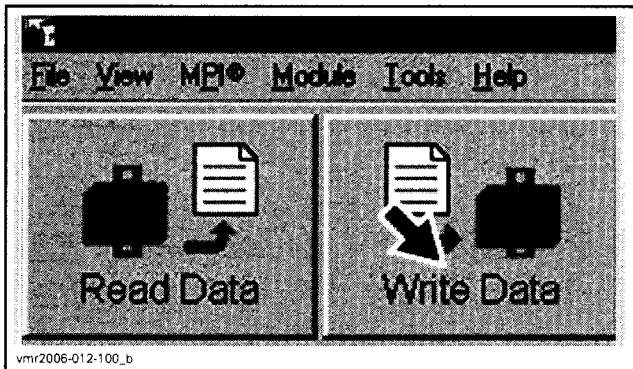 File View MPI® Module Tools Help
Read Data Write Data
vmr2006-012-100_b